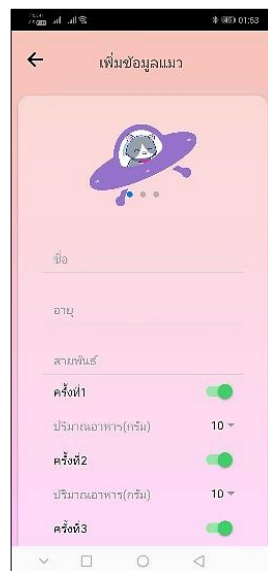 01:53
เพิ่มข้อมูลแมว
ชื่อ
อายุ
สายพันธ์
ครั้งที่1
ปริมาณอาหาร(กรัม) 10
ครั้งที่2
ปริมาณอาหาร(กรัม) 10
ครั้งที่3